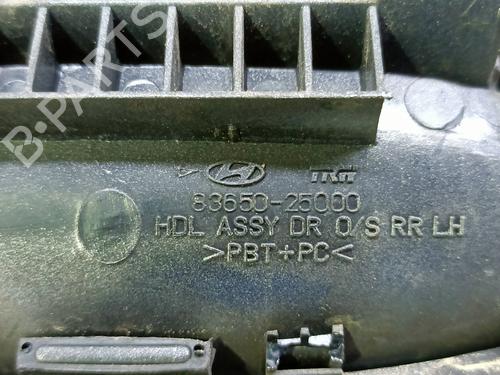 B-PARTS
TRW
83650-25000
HDL ASSY DR O/S RR LH
>PBT+PC<